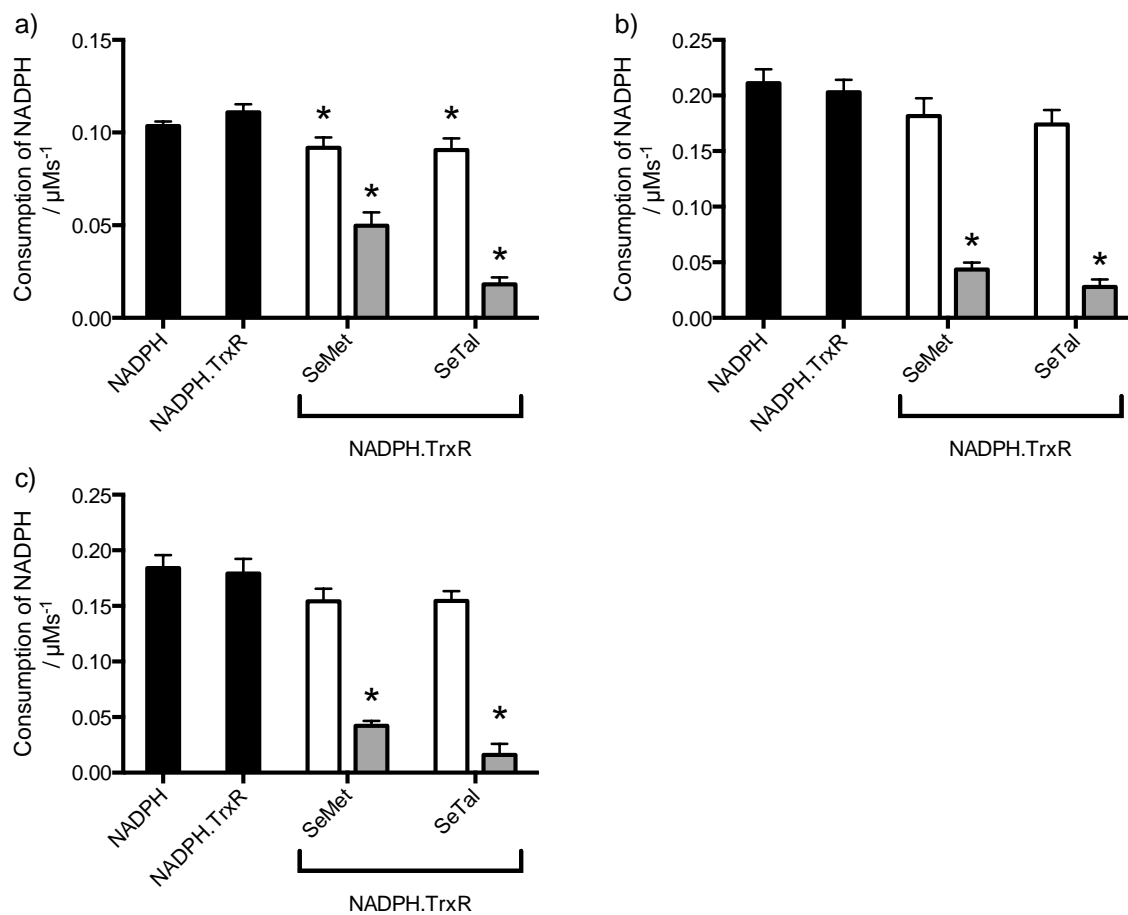 a)
Consumption of NADPH
/ µMs⁻¹
0.15
0.10
0.05
0.00
*
*
*
*
NADPH
NADPH.TrxR
SeMet
SeTal
NADPH.TrxR
b)
Consumption of NADPH
/ µMs⁻¹
0.25
0.20
0.15
0.10
0.05
0.00
*
*
NADPH
NADPH.TrxR
SeMet
SeTal
NADPH.TrxR
c)
Consumption of NADPH
/ µMs⁻¹
0.25
0.20
0.15
0.10
0.05
0.00
*
*
NADPH
NADPH.TrxR
SeMet
SeTal
NADPH.TrxR